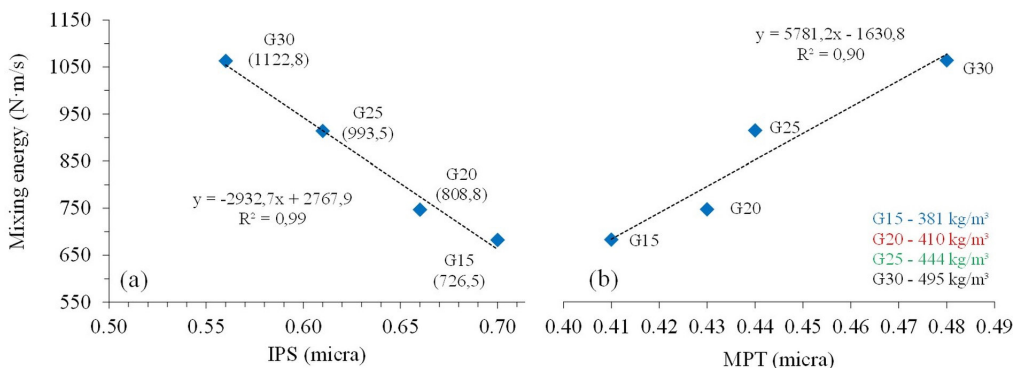 Mixing energy (N·m/s)
1150
1050
950
850
750
650
550
G30
(1122,8)
G25
(993,5)
G20
(808,8)
G15
(726,5)
y = -2932,7x + 2767,9
R² = 0,99
(a)
0.50
0.55
0.60
0.65
0.70
IPS (micra)
y = 5781,2x - 1630,8
R² = 0,90
G30
G25
G20
G15
G15 - 381 kg/m³
G20 - 410 kg/m³
G25 - 444 kg/m³
G30 - 495 kg/m³
(b)
0.40
0.41
0.42
0.43
0.44
0.45
0.46
0.47
0.48
0.49
MPT (micra)